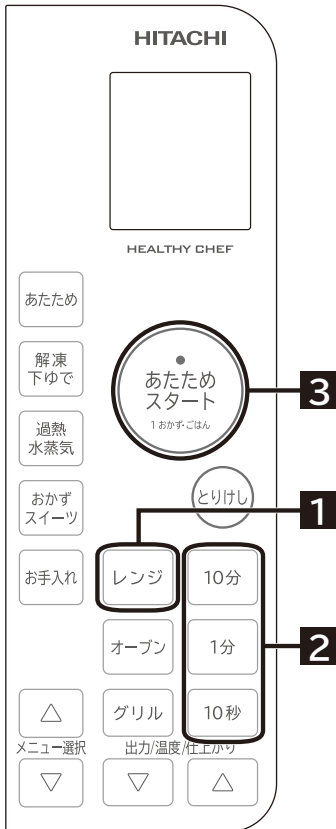 HITACHI
HEALTHY CHEF
あたため
解凍
下ゆで
過熱
水蒸気
おかず
スイーツ
お手入れ
あたため
スタート
1 おかず・ごはん
3
とりけし
1
レンジ
10分
オーブン
1分
2
グリル
10秒
メニュー選択
出力/温度/仕上がり